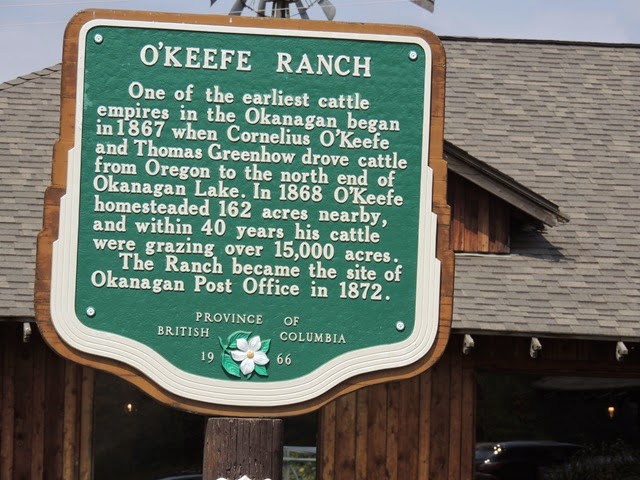 O'KEEFE RANCH
One of the earliest cattle
empires in the Okanagan began
in 1867 when Cornelius O'Keefe
and Thomas Greenhow drove cattle
from Oregon to the north end of
Okanagan Lake. In 1868 O'Keefe
homesteaded 162 acres nearby,
and within 40 years his cattle
were grazing over 15,000 acres.
The Ranch became the site of
Okanagan Post Office in 1872.
PROVINCE OF
BRITISH COLUMBIA
19 66